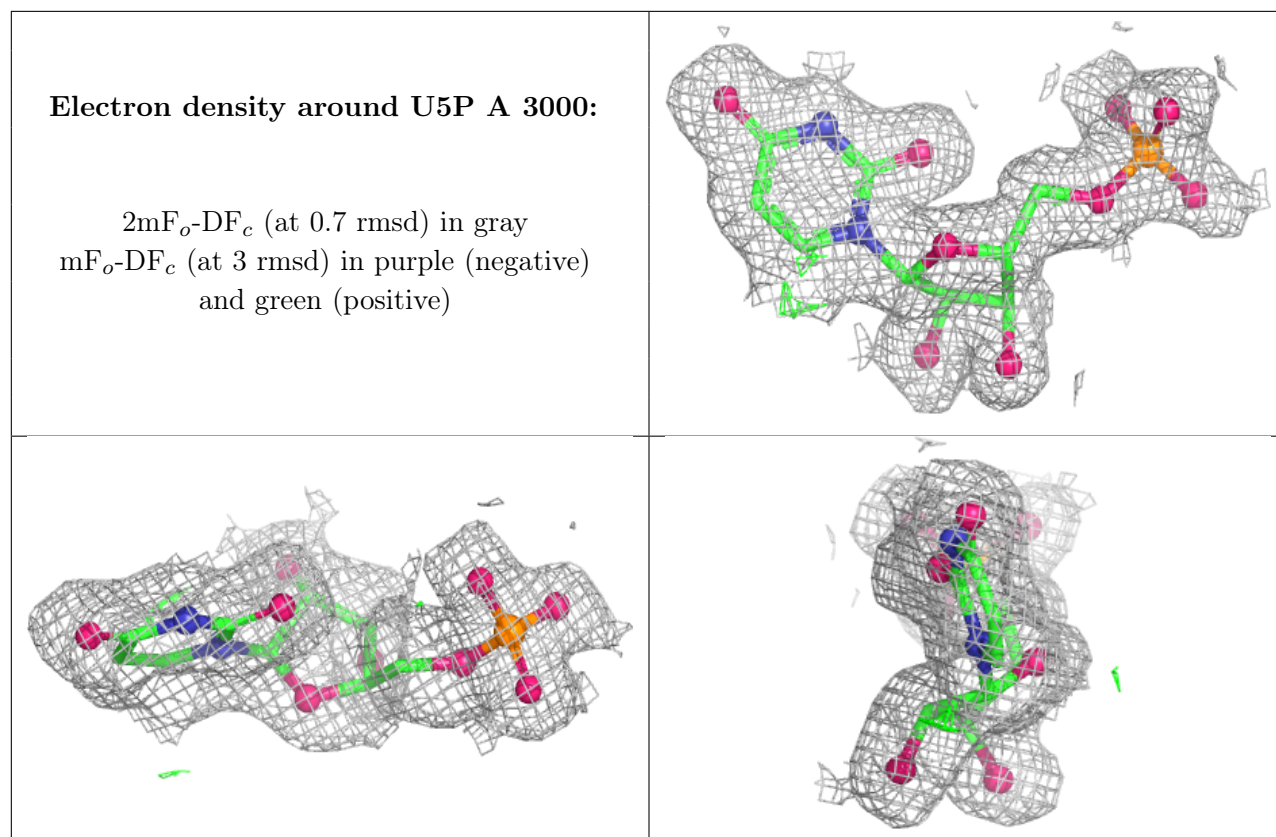 Electron density around U5P A 3000:
2mFo-DFc (at 0.7 rmsd) in gray
mFo-DFc (at 3 rmsd) in purple (negative)
and green (positive)